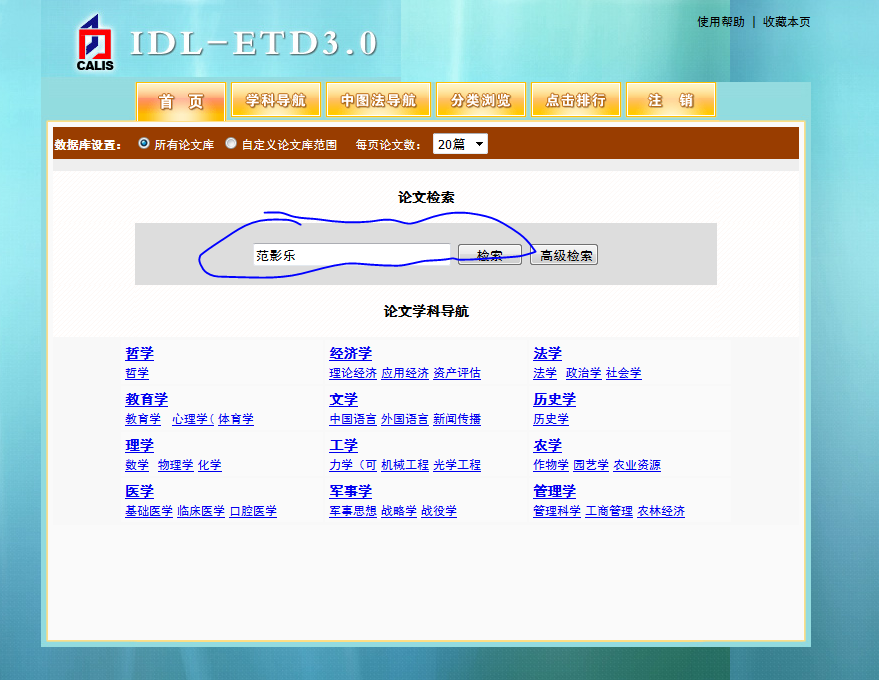 使用帮助 | 收藏本页
CALIS
IDL-ETD3.0
首 页 学科导航 中图法导航 分类浏览 点击排行 注 销
数据库设置： 所有论文库 自定义论文库范围 每页论文数： 20篇
论文检索
范影乐 检索 高级检索
论文学科导航
哲学 经济学 法学
哲学 理论经济 应用经济 资产评估 法学 政治学 社会学
教育学 文学 历史学
教育学 心理学( 体育学 中国语言 外国语言 新闻传播 历史学
理学 工学 农学
数学 物理学 化学 力学（可 机械工程 光学工程 作物学 园艺学 农业资源
医学 军事学 管理学
基础医学 临床医学 口腔医学 军事思想 战略学 战役学 管理科学 工商管理 农林经济